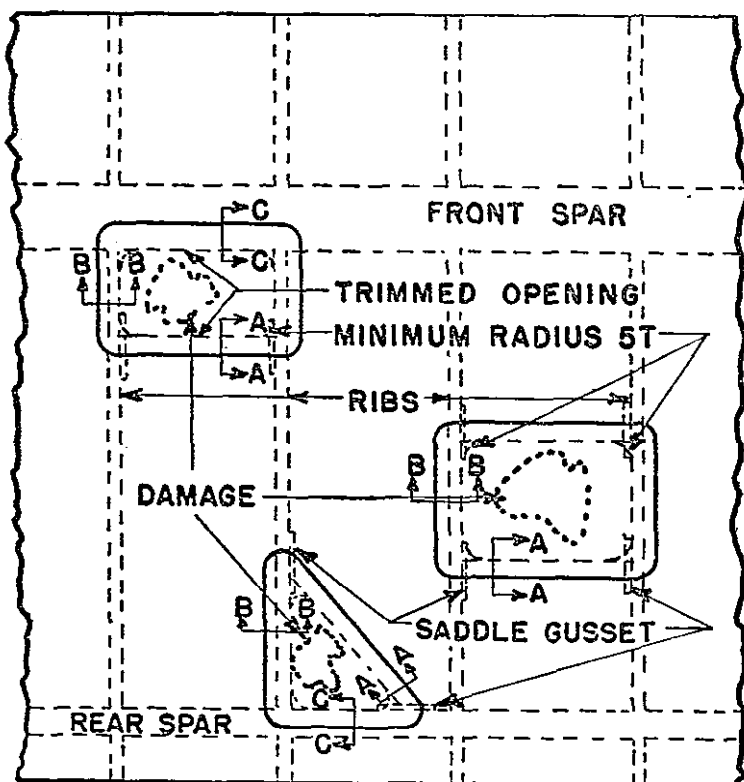 C
FRONT SPAR
B B C
TRIMMED OPENING
A MINIMUM RADIUS 5T
A
RIBS
B B
DAMAGE
A
B B A
SADDLE GUSSET
A
A
C
REAR SPAR
C